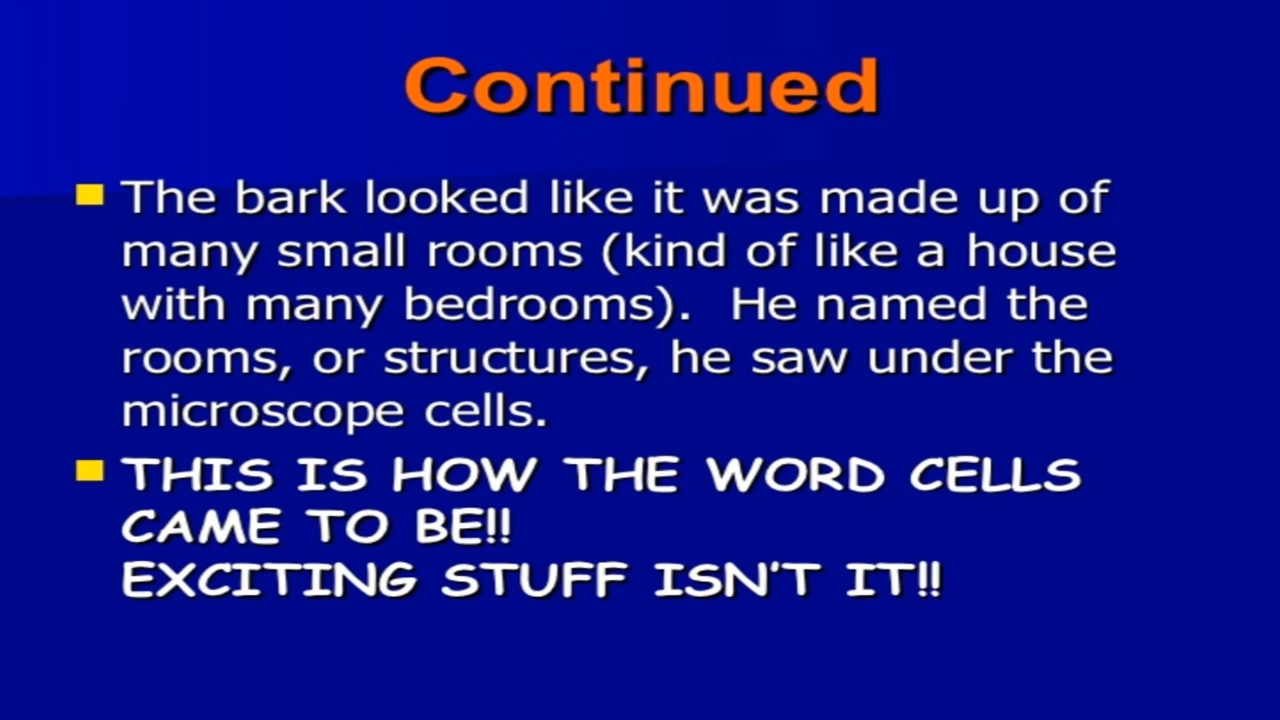 Continued
The bark looked like it was made up of
many small rooms (kind of like a house
with many bedrooms).  He named the
rooms, or structures, he saw under the
microscope cells.
THIS IS HOW THE WORD CELLS
CAME TO BE!!
EXCITING STUFF ISN'T IT!!